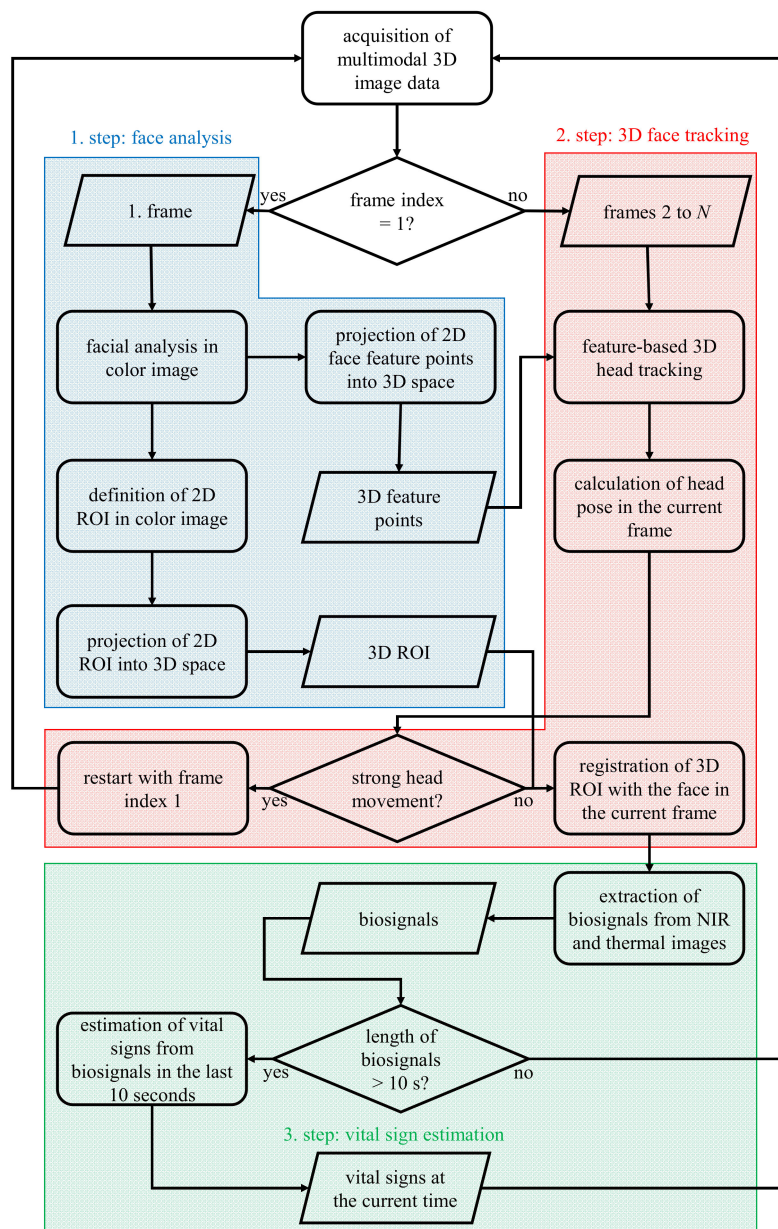 acquisition of
multimodal 3D
image data
1. step: face analysis
2. step: 3D face tracking
yes
no
1. frame
frame index
= 1?
frames 2 to N
facial analysis in
color image
projection of 2D
face feature points
into 3D space
feature-based 3D
head tracking
definition of 2D
ROI in color image
3D feature
points
calculation of head
pose in the current
frame
projection of 2D
ROI into 3D space
3D ROI
restart with frame
index 1
yes
strong head
movement?
no
registration of 3D
ROI with the face in
the current frame
biosignals
extraction of
biosignals from NIR
and thermal images
estimation of vital
signs from
biosignals in the last
10 seconds
yes
length of
biosignals
> 10 s?
no
3. step: vital sign estimation
vital signs at
the current time